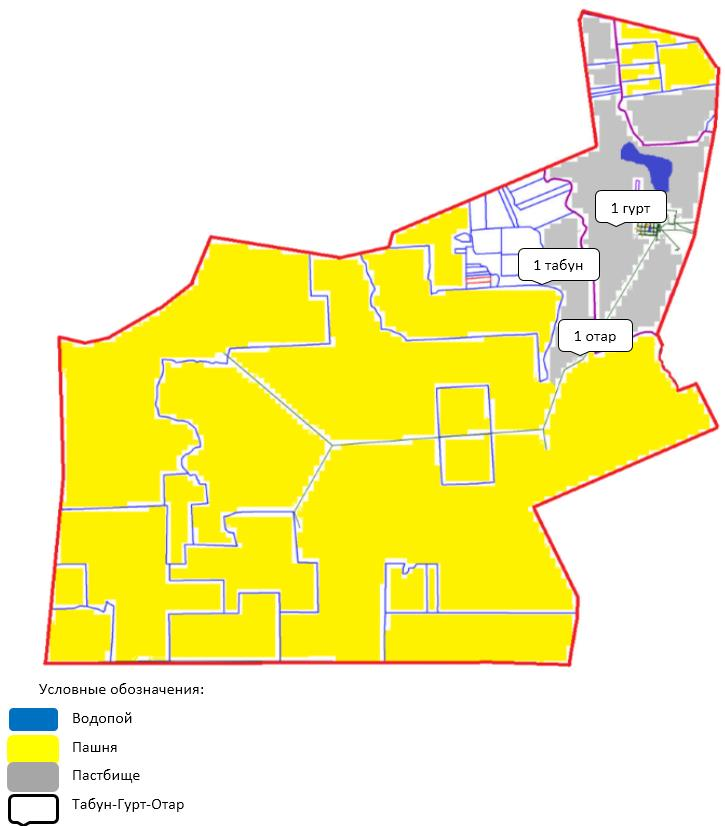 1 гурт
1 табун
1 отар
Условные обозначения:
Водопой
Пашня
Пастбище
Табун-Гурт-Отар